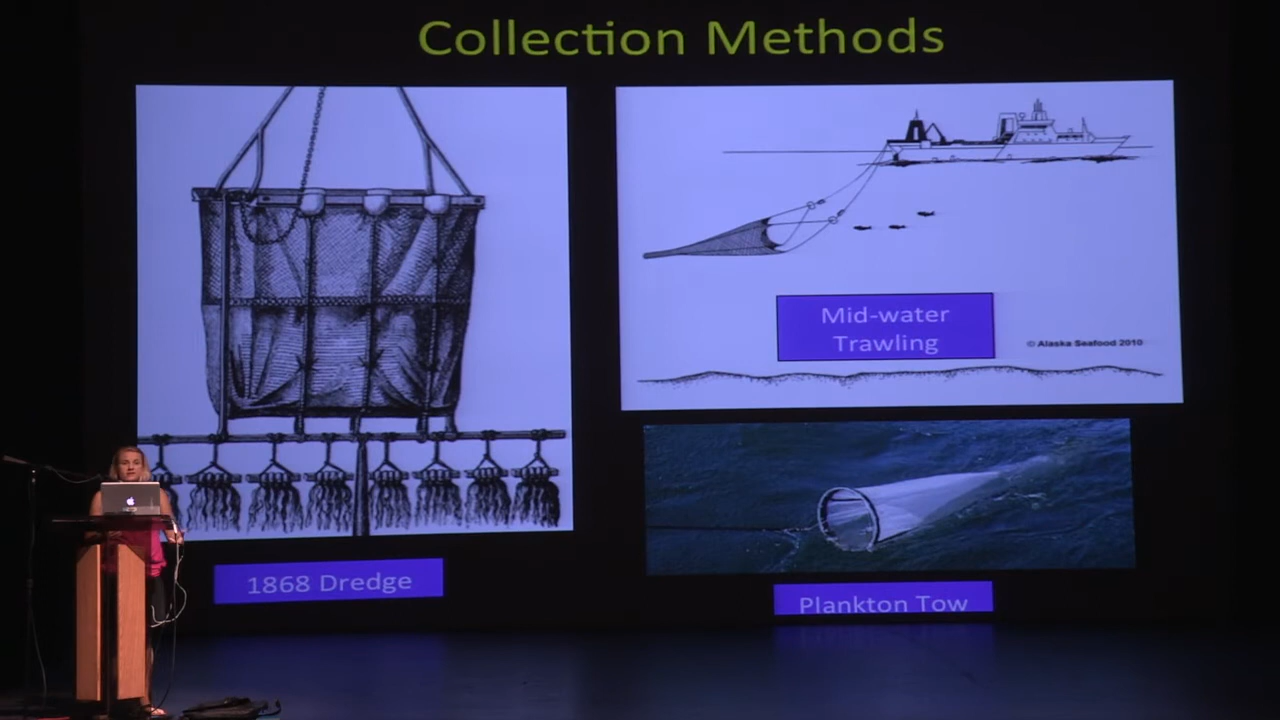 Collection Methods
Mid-water
Trawling
© Alaska Seafood 2010
1868 Dredge
Plankton Tow